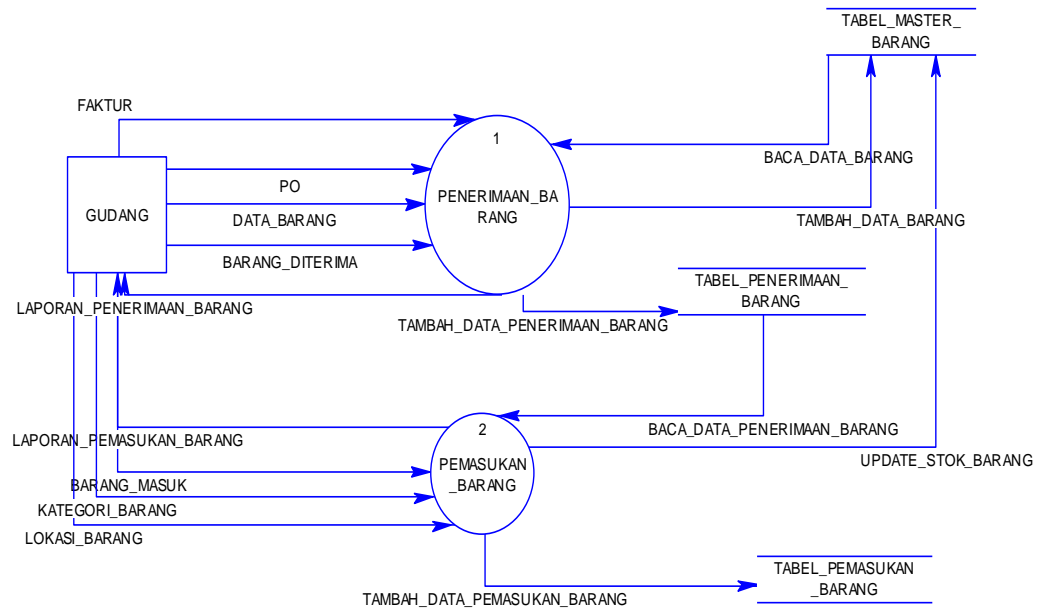 TABEL_MASTER_
BARANG
FAKTUR
1
BACA_DATA_BARANG
PO
PENERIMAAN_BA
RANG
GUDANG
DATA_BARANG
TAMBAH_DATA_BARANG
BARANG_DITERIMA
TABEL_PENERIMAAN_
BARANG
LAPORAN_PENERIMAAN_BARANG
TAMBAH_DATA_PENERIMAAN_BARANG
2
BACA_DATA_PENERIMAAN_BARANG
LAPORAN_PEMASUKAN_BARANG
UPDATE_STOK_BARANG
PEMASUKAN
_BARANG
BARANG_MASUK
KATEGORI_BARANG
LOKASI_BARANG
TABEL_PEMASUKAN
_BARANG
TAMBAH_DATA_PEMASUKAN_BARANG